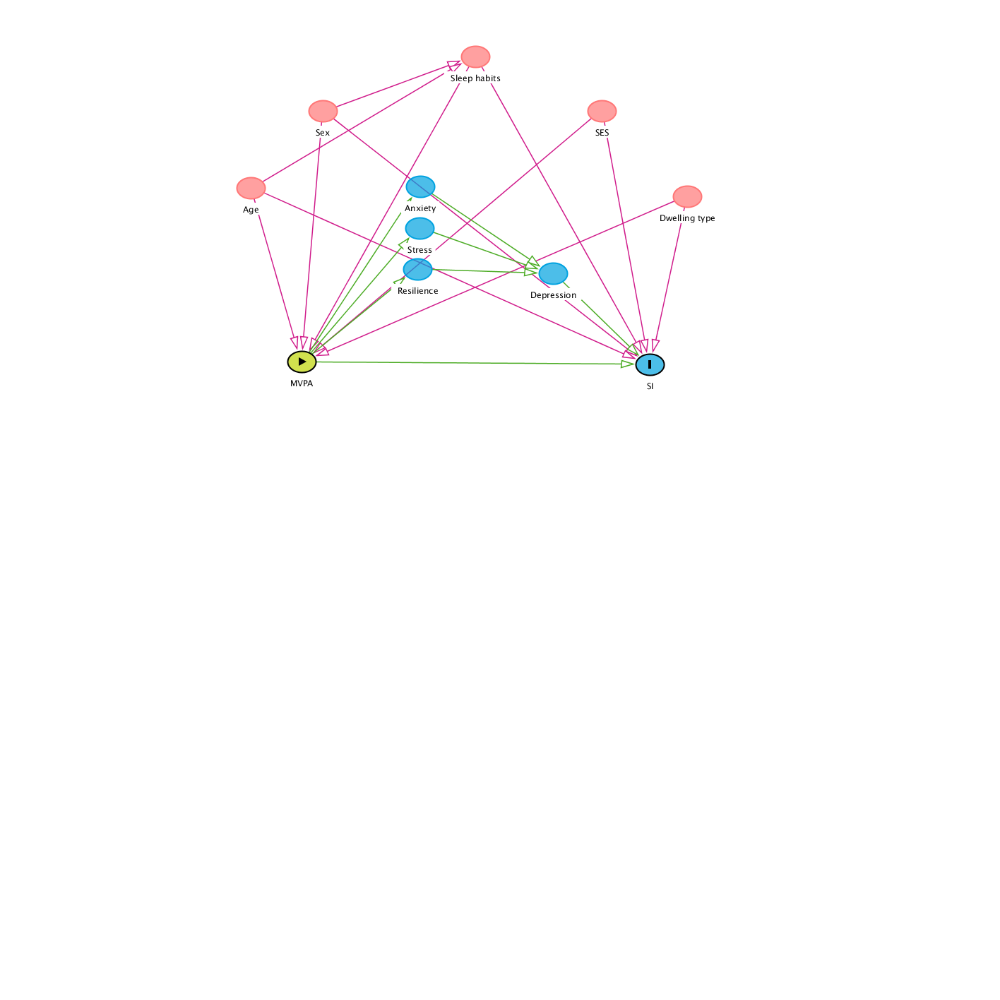 Sleep habits
Sex
SES
Age
Anxiety
Dwelling type
Stress
Resilience
Depression
MVPA
SI